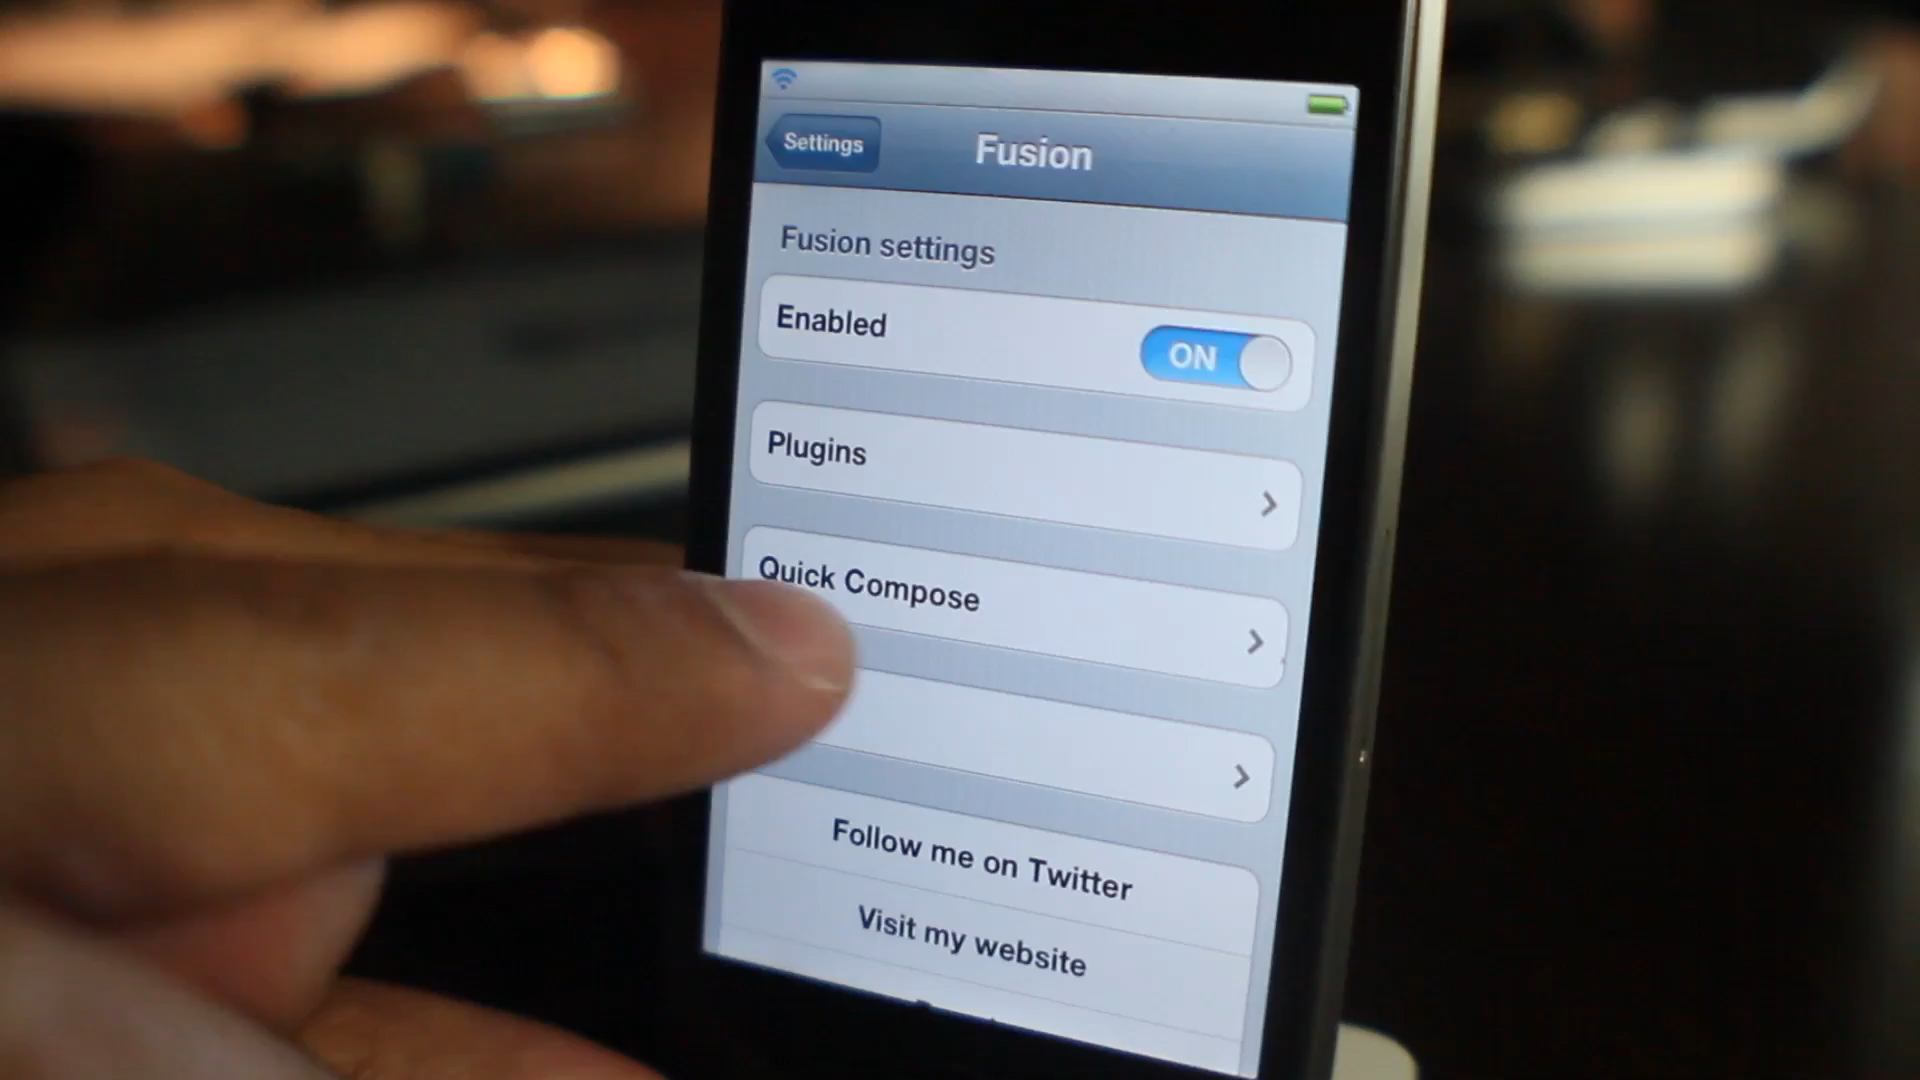 Settings
Fusion
Fusion settings
Enabled
ON
Plugins
Quick Compose
Follow me on Twitter
Visit my website